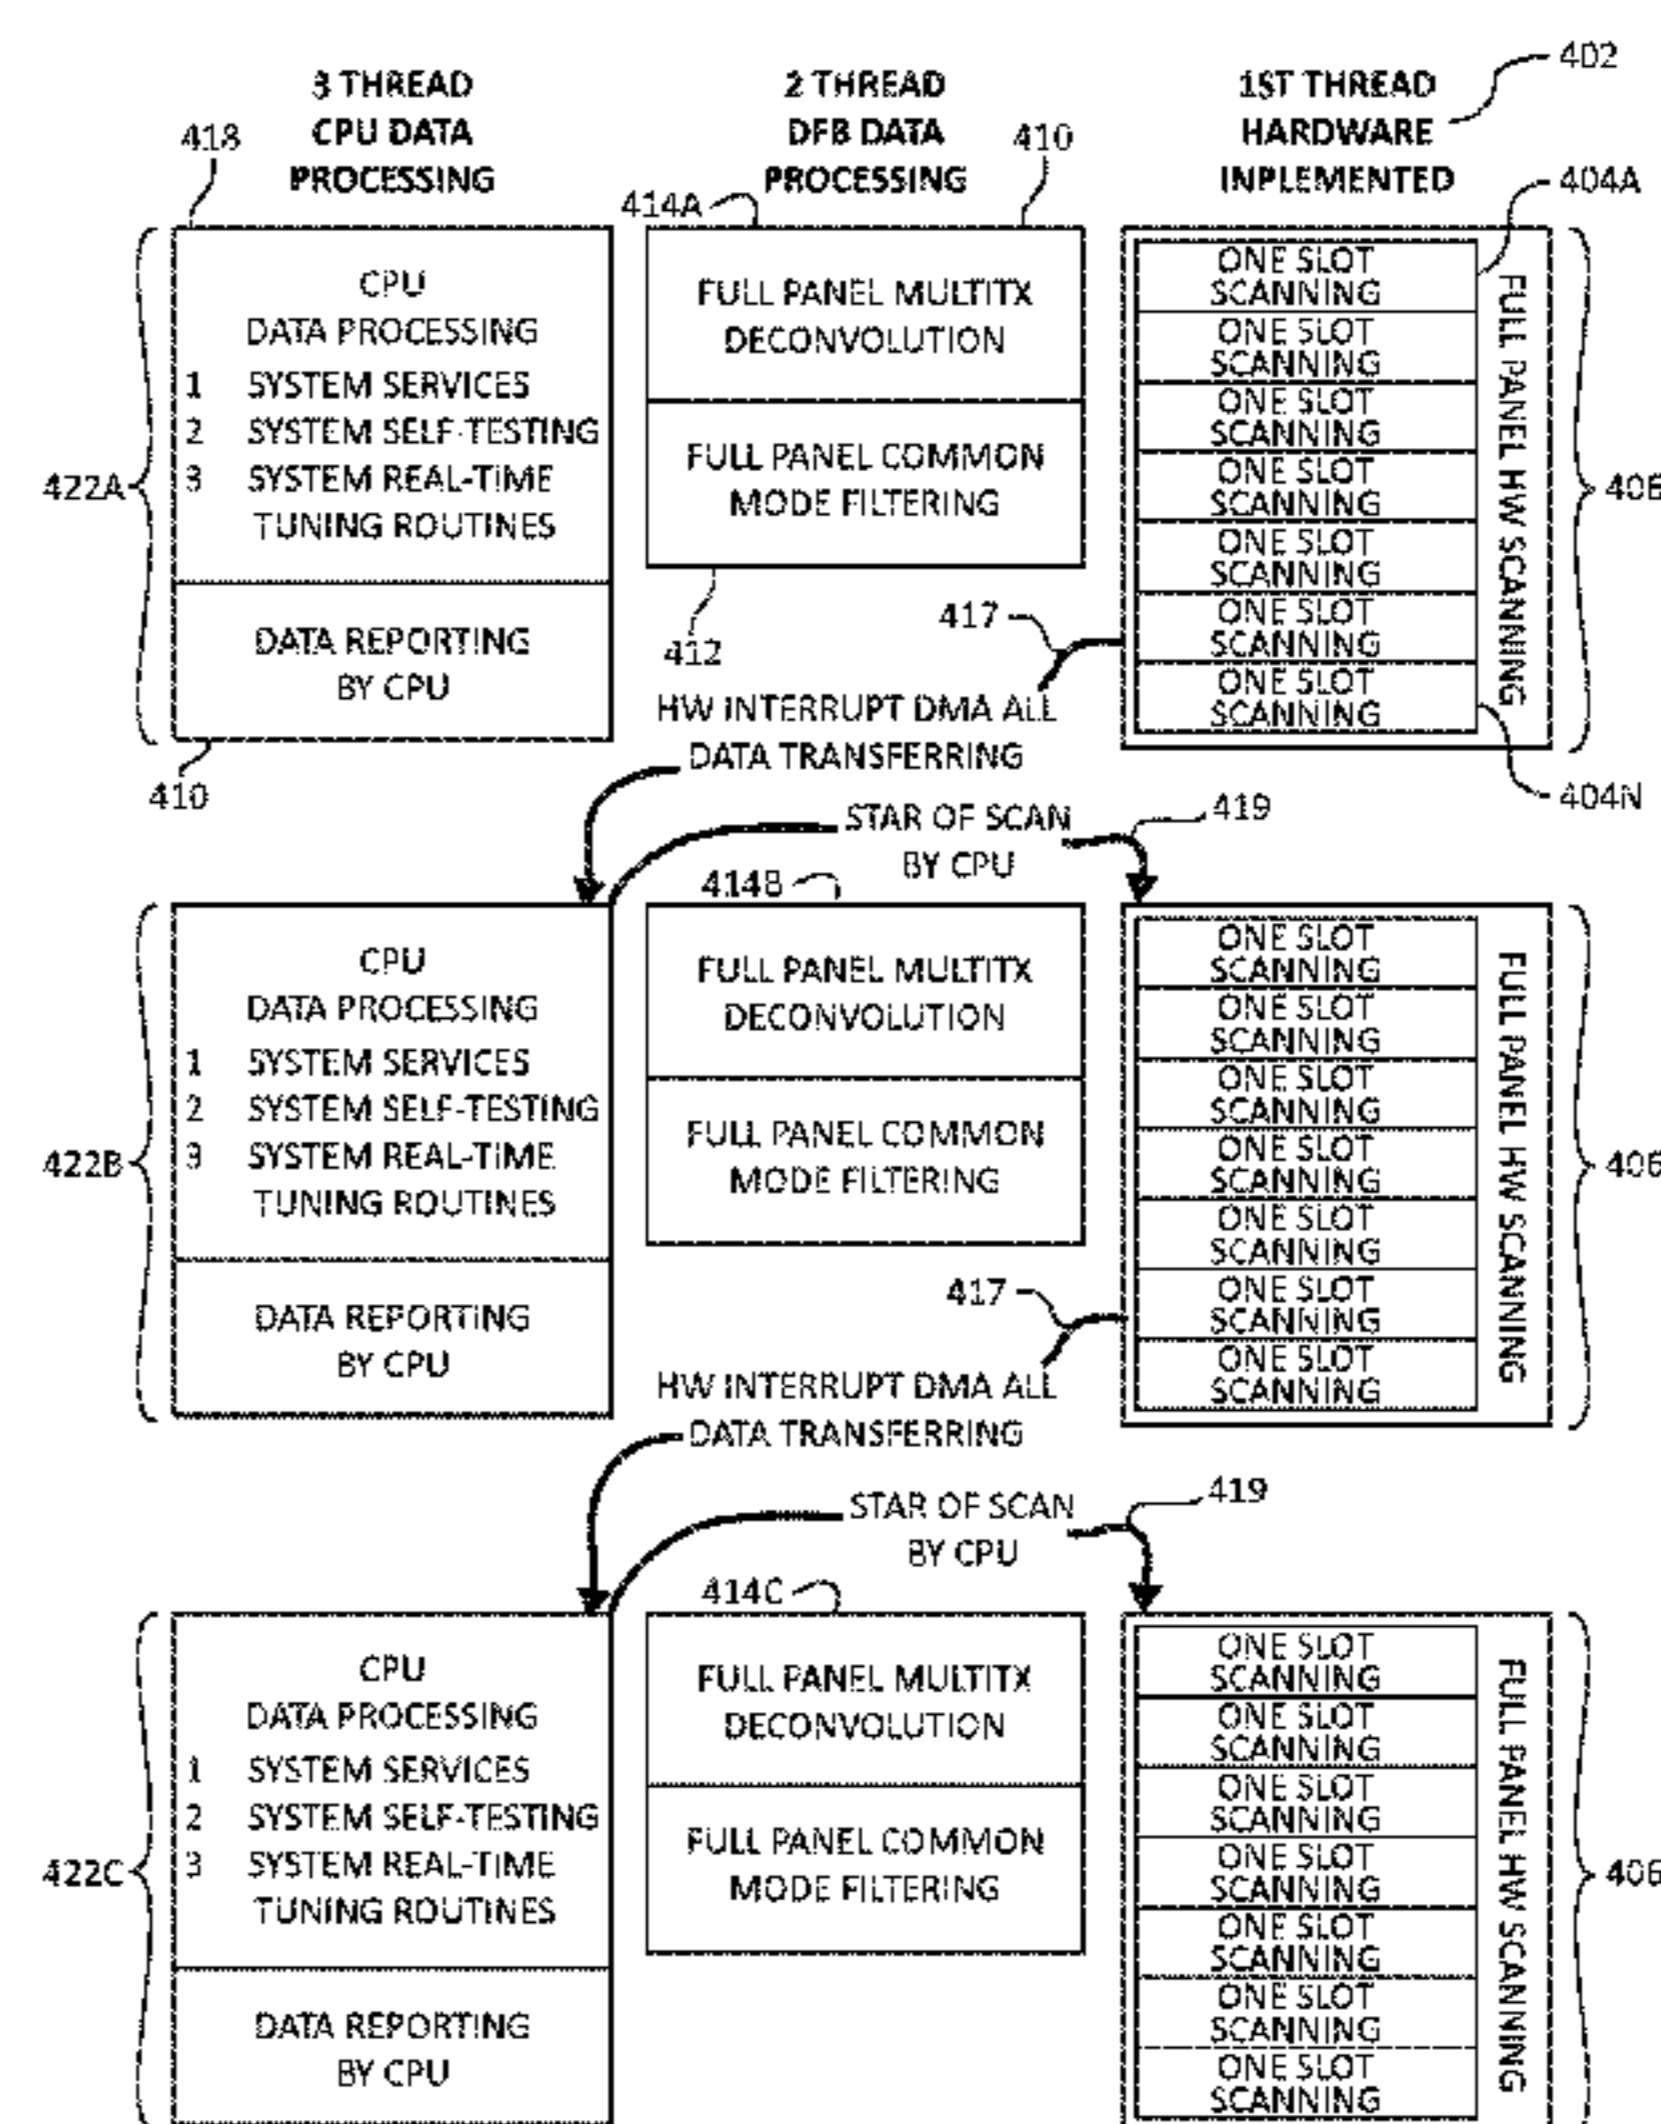 402
3 THREAD
CPU DATA
PROCESSING
2 THREAD
DFB DATA
PROCESSING
1ST THREAD
HARDWARE
INPLEMENTED
418
414A
410
404A
CPU
DATA PROCESSING
1 SYSTEM SERVICES
2 SYSTEM SELF-TESTING
3 SYSTEM REAL-TIME
TUNING ROUTINES
DATA REPORTING
BY CPU
422A
410
FULL PANEL MULTITX
DECONVOLUTION
FULL PANEL COMMON
MODE FILTERING
412
ONE SLOT
SCANNING
ONE SLOT
SCANNING
ONE SLOT
SCANNING
ONE SLOT
SCANNING
ONE SLOT
SCANNING
ONE SLOT
SCANNING
ONE SLOT
SCANNING
FULL PANEL HW SCANNING
406
404N
417
HW INTERRUPT DMA ALL
DATA TRANSFERRING
STAR OF SCAN
BY CPU
419
414B
CPU
DATA PROCESSING
1 SYSTEM SERVICES
2 SYSTEM SELF-TESTING
3 SYSTEM REAL-TIME
TUNING ROUTINES
DATA REPORTING
BY CPU
422B
FULL PANEL MULTITX
DECONVOLUTION
FULL PANEL COMMON
MODE FILTERING
ONE SLOT
SCANNING
ONE SLOT
SCANNING
ONE SLOT
SCANNING
ONE SLOT
SCANNING
ONE SLOT
SCANNING
ONE SLOT
SCANNING
ONE SLOT
SCANNING
FULL PANEL HW SCANNING
406
417
HW INTERRUPT DMA ALL
DATA TRANSFERRING
STAR OF SCAN
BY CPU
419
414C
CPU
DATA PROCESSING
1 SYSTEM SERVICES
2 SYSTEM SELF-TESTING
3 SYSTEM REAL-TIME
TUNING ROUTINES
DATA REPORTING
BY CPU
422C
FULL PANEL MULTITX
DECONVOLUTION
FULL PANEL COMMON
MODE FILTERING
ONE SLOT
SCANNING
ONE SLOT
SCANNING
ONE SLOT
SCANNING
ONE SLOT
SCANNING
ONE SLOT
SCANNING
ONE SLOT
SCANNING
ONE SLOT
SCANNING
FULL PANEL HW SCANNING
406